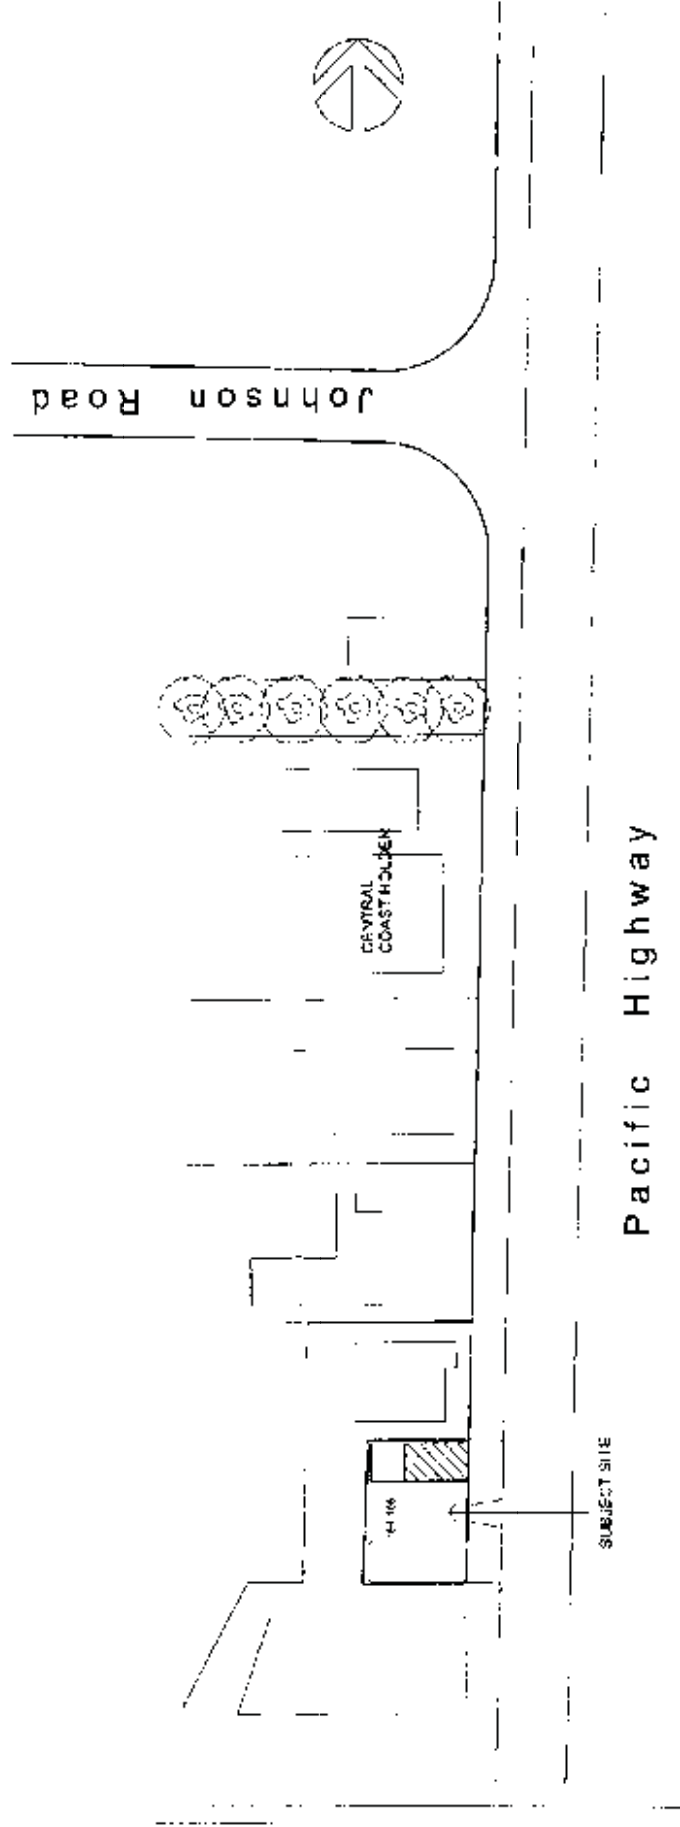 Johnson Road
CENTRAL
COAST HOLDEN
Pacific Highway
SUBJECT SITE